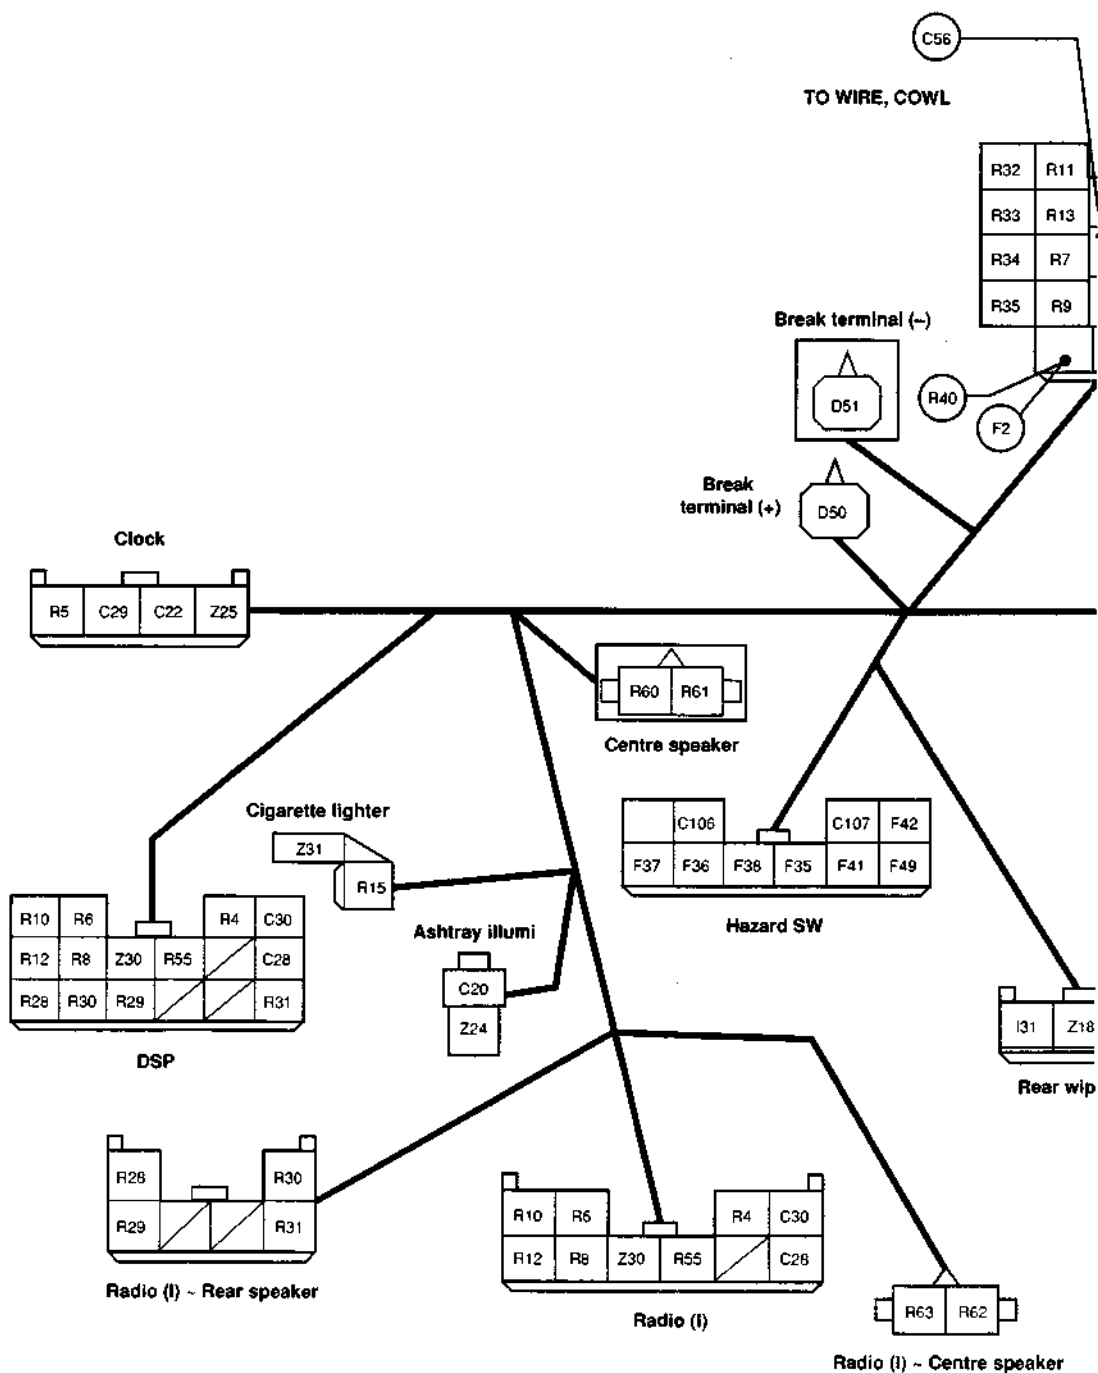 C56
TO WIRE, COWL
R32 R11
R33 R13
R34 R7
R35 R9
Break terminal (–)
D51
R40
F2
Break
terminal (+)
D50
Clock
R5 C29 C22 Z25
R60 R61
Centre speaker
Cigarette lighter
Z31
R15
C106 C107 F42
F37 F36 F38 F35 F41 F49
Hazard SW
R10 R6 R4 C30
R12 R8 Z30 R55 C28
R28 R30 R29 R31
DSP
Ashtray illumi
C20
Z24
I31 Z18
Rear wip
R28 R30
R29 R31
Radio (I) ~ Rear speaker
R10 R6 R4 C30
R12 R8 Z30 R55 C28
Radio (I)
R63 R62
Radio (I) ~ Centre speaker